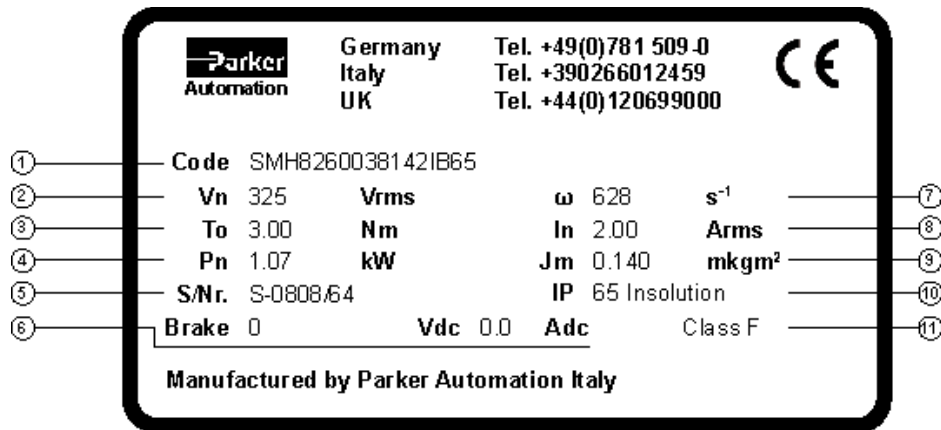 Parker
Automation
Germany Tel. +49(0)781 509-0
Italy Tel. +390266012459
UK Tel. +44(0)120699000
CE
1 Code SMH8260038142IB65
2 Vn 325 Vrms ω 628 s⁻¹ 7
3 To 3.00 Nm In 2.00 Arms 8
4 Pn 1.07 kW Jm 0.140 mkgm² 9
5 S/Nr. S-0808/64 IP 65 Insolution 10
6 Brake 0 Vdc 0.0 Adc Class F 11
Manufactured by Parker Automation Italy